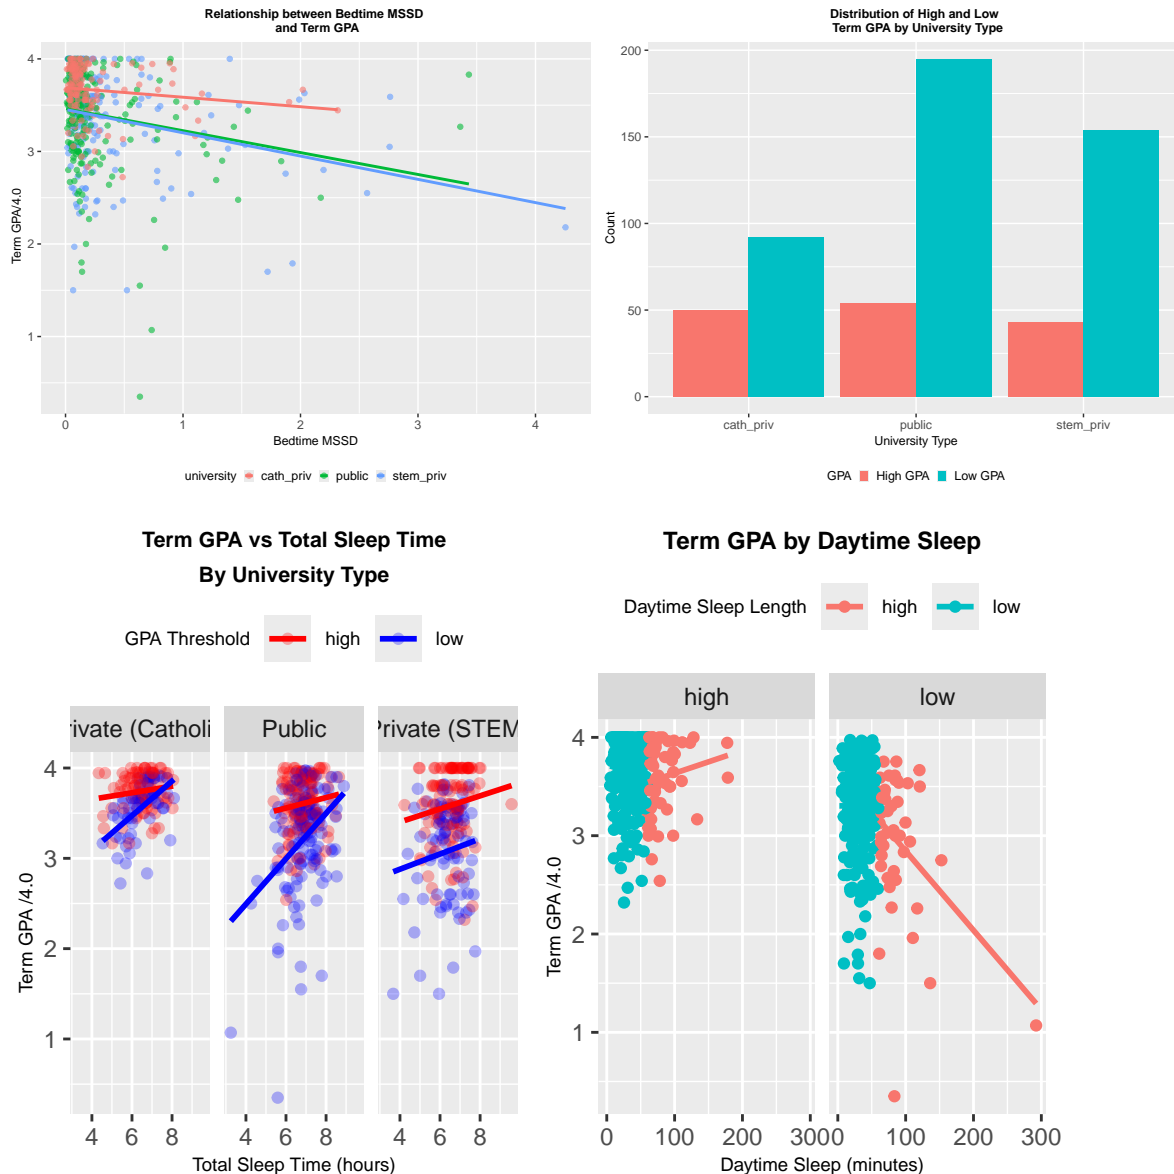 Relationship between Bedtime MSSD
and Term GPA
Term GPA/4.0
4
3
2
1
0 1 2 3 4
Bedtime MSSD
university cath_priv public stem_priv
Distribution of High and Low
Term GPA by University Type
Count
200
150
100
50
0
cath_priv public stem_priv
University Type
GPA High GPA Low GPA
Term GPA vs Total Sleep Time
By University Type
GPA Threshold high low
rivate (Catholi Public Private (STEM
Term GPA /4.0
4
3
2
1
4 6 8 4 6 8 4 6 8
Total Sleep Time (hours)
Term GPA by Daytime Sleep
Daytime Sleep Length high low
high low
Term GPA /4.0
4
3
2
1
0 100 200 300 0 100 200 300
Daytime Sleep (minutes)